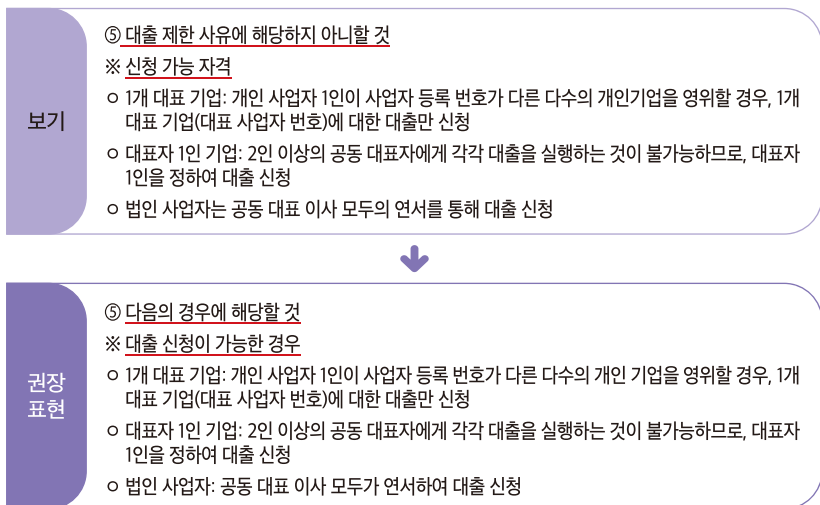 보기
⑤ 대출 제한 사유에 해당하지 아니할 것
※ 신청 가능 자격
ㅇ 1개 대표 기업: 개인 사업자 1인이 사업자 등록 번호가 다른 다수의 개인기업을 영위할 경우, 1개
대표 기업(대표 사업자 번호)에 대한 대출만 신청
ㅇ 대표자 1인 기업: 2인 이상의 공동 대표자에게 각각 대출을 실행하는 것이 불가능하므로, 대표자
1인을 정하여 대출 신청
ㅇ 법인 사업자는 공동 대표 이사 모두의 연서를 통해 대출 신청
권장
표현
⑤ 다음의 경우에 해당할 것
※ 대출 신청이 가능한 경우
ㅇ 1개 대표 기업: 개인 사업자 1인이 사업자 등록 번호가 다른 다수의 개인 기업을 영위할 경우, 1개
대표 기업(대표 사업자 번호)에 대한 대출만 신청
ㅇ 대표자 1인 기업: 2인 이상의 공동 대표자에게 각각 대출을 실행하는 것이 불가능하므로, 대표자
1인을 정하여 대출 신청
ㅇ 법인 사업자: 공동 대표 이사 모두가 연서하여 대출 신청